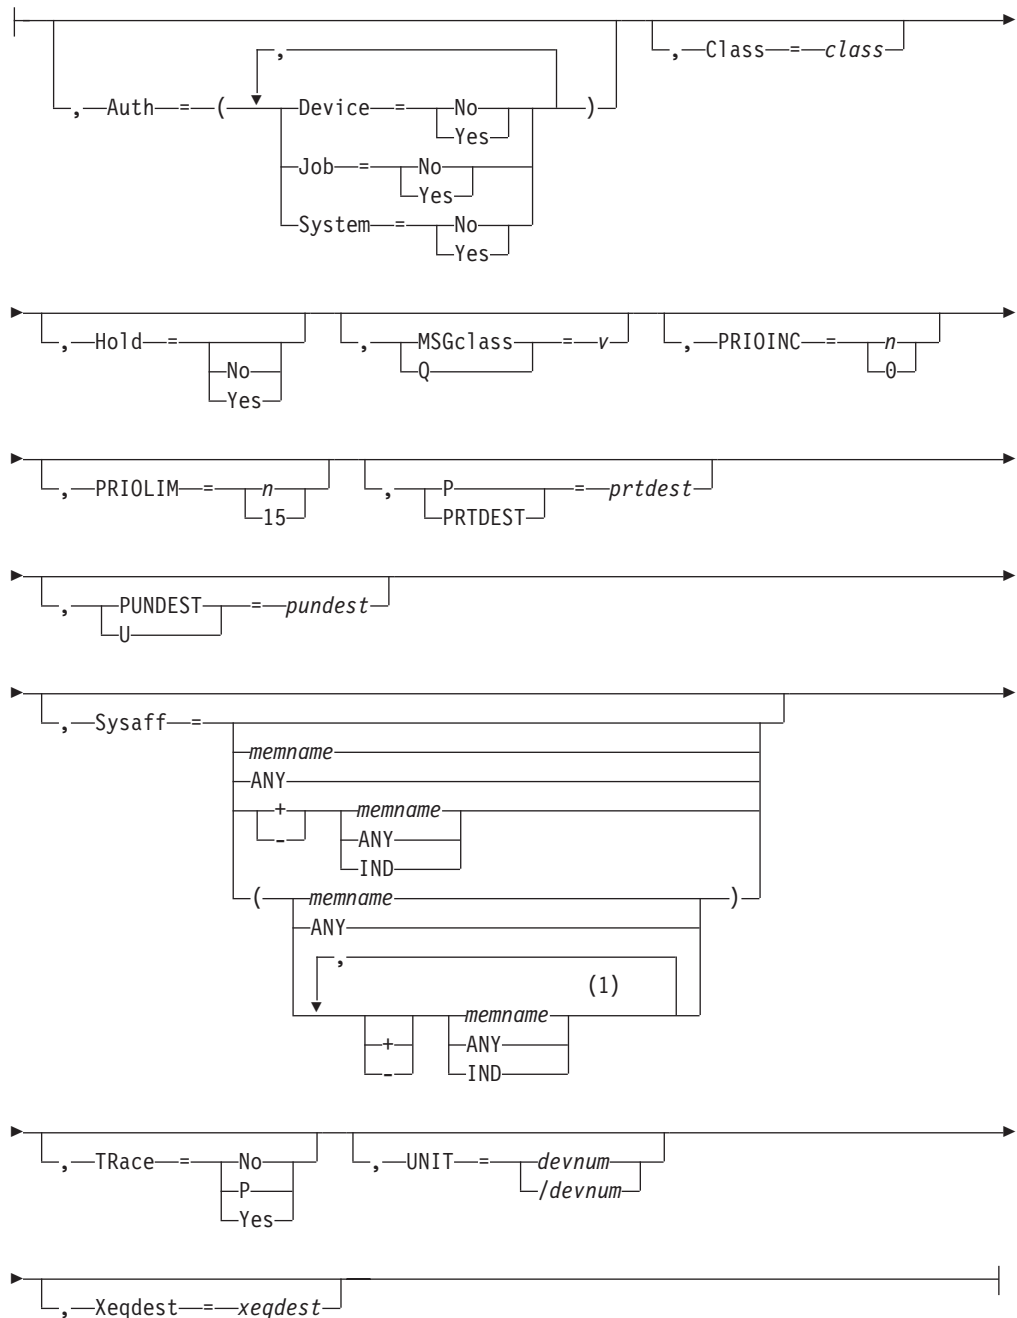 , Class = class
,
, Auth = ( Device = No )
Yes
Job = No
Yes
System = No
Yes
, Hold = , MSGclass = v , PRIOINC = n
No Q 0
Yes
, PRIOLIM = n , P = prtdest
15 PRTDEST
, PUNDEST = pundest
U
, Sysaff =
memname
ANY
+ memname
- ANY
IND
( memname )
ANY
,
(1)
memname
+ ANY
- IND
, TRace = No , UNIT = devnum
P /devnum
Yes
, Xeqdest = xeqdest